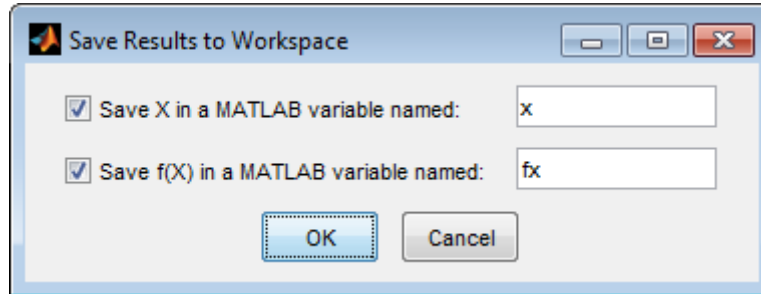 Save Results to Workspace
Save X in a MATLAB variable named: x
Save f(X) in a MATLAB variable named: fx
OK Cancel